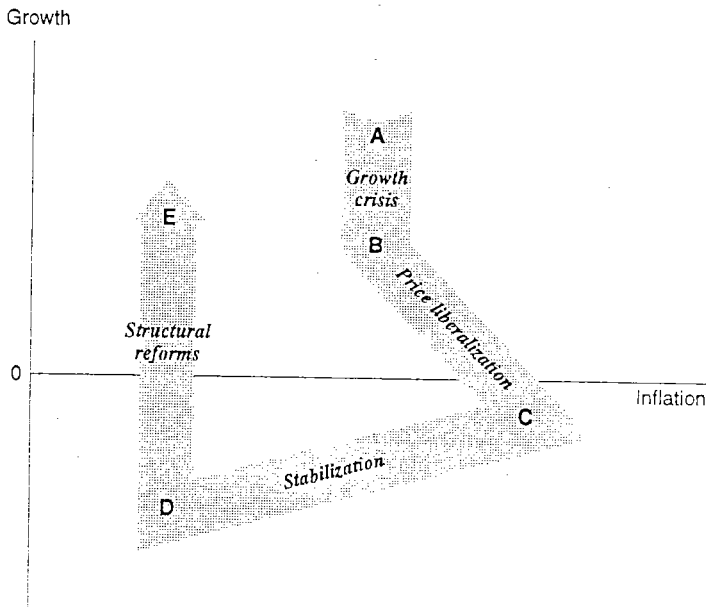 Growth
A
Growth
crisis
E
B
Price liberalization
Structural
reforms
0
Inflation
C
Stabilization
D